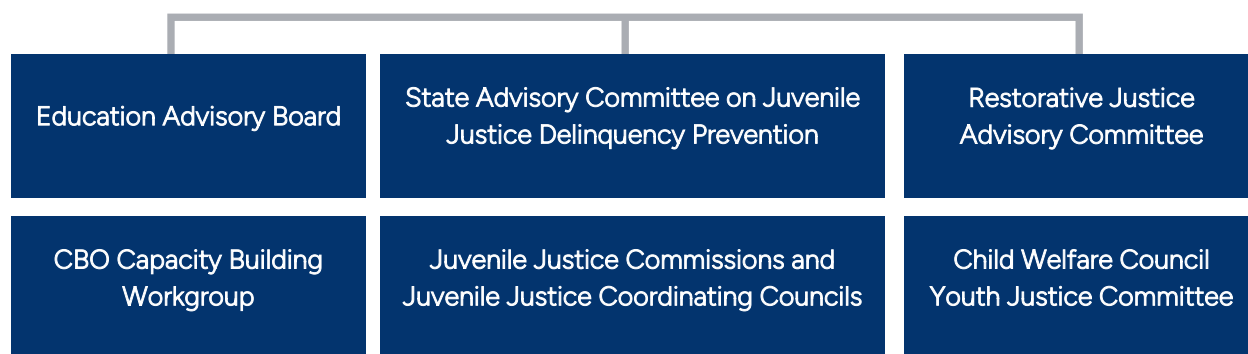 Education Advisory Board
State Advisory Committee on Juvenile
Justice Delinquency Prevention
Restorative Justice
Advisory Committee
CBO Capacity Building
Workgroup
Juvenile Justice Commissions and
Juvenile Justice Coordinating Councils
Child Welfare Council
Youth Justice Committee